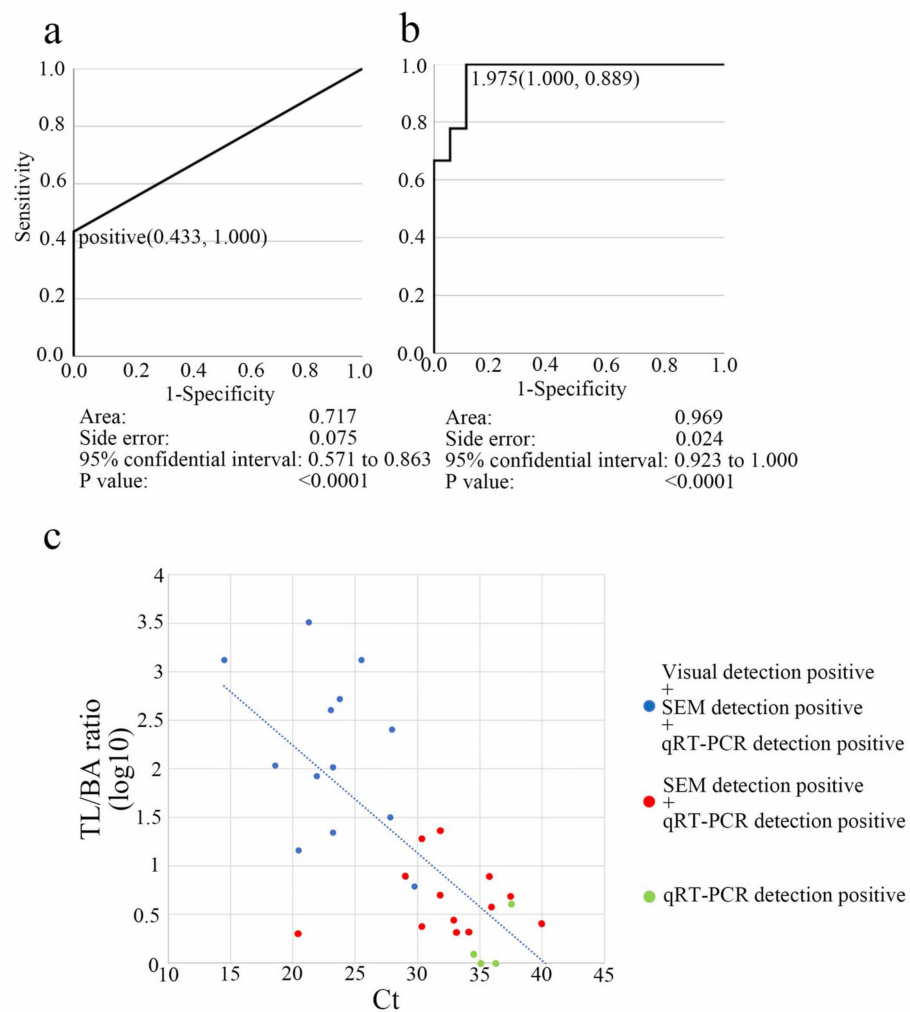 a
1.0
0.8
0.6
0.4
0.2
0.0
Sensitivity
positive(0.433, 1.000)
0.0 0.2 0.4 0.6 0.8 1.0
1-Specificity
Area: 0.717
Side error: 0.075
95% confidential interval: 0.571 to 0.863
P value: <0.0001
b
1.0
0.8
0.6
0.4
0.2
0.0
1.975(1.000, 0.889)
0.0 0.2 0.4 0.6 0.8 1.0
1-Specificity
Area: 0.969
Side error: 0.024
95% confidential interval: 0.923 to 1.000
P value: <0.0001
c
4
3.5
3
2.5
2
1.5
1
0.5
0
TL/BA ratio
(log10)
10 15 20 25 30 35 40 45
Ct
Visual detection positive
+
SEM detection positive
+
qRT-PCR detection positive
SEM detection positive
+
qRT-PCR detection positive
qRT-PCR detection positive